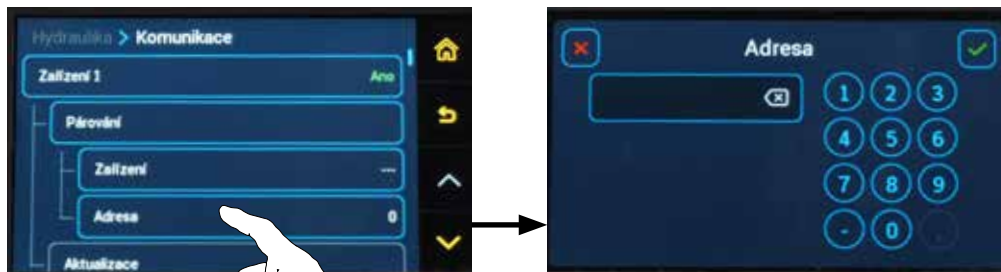 Hydraulika > Komunikace
Zařízení 1 Ano
Párování
Zařízení ---
Adresa 0
Aktualizace
Adresa
1 2 3
4 5 6
7 8 9
- 0 .